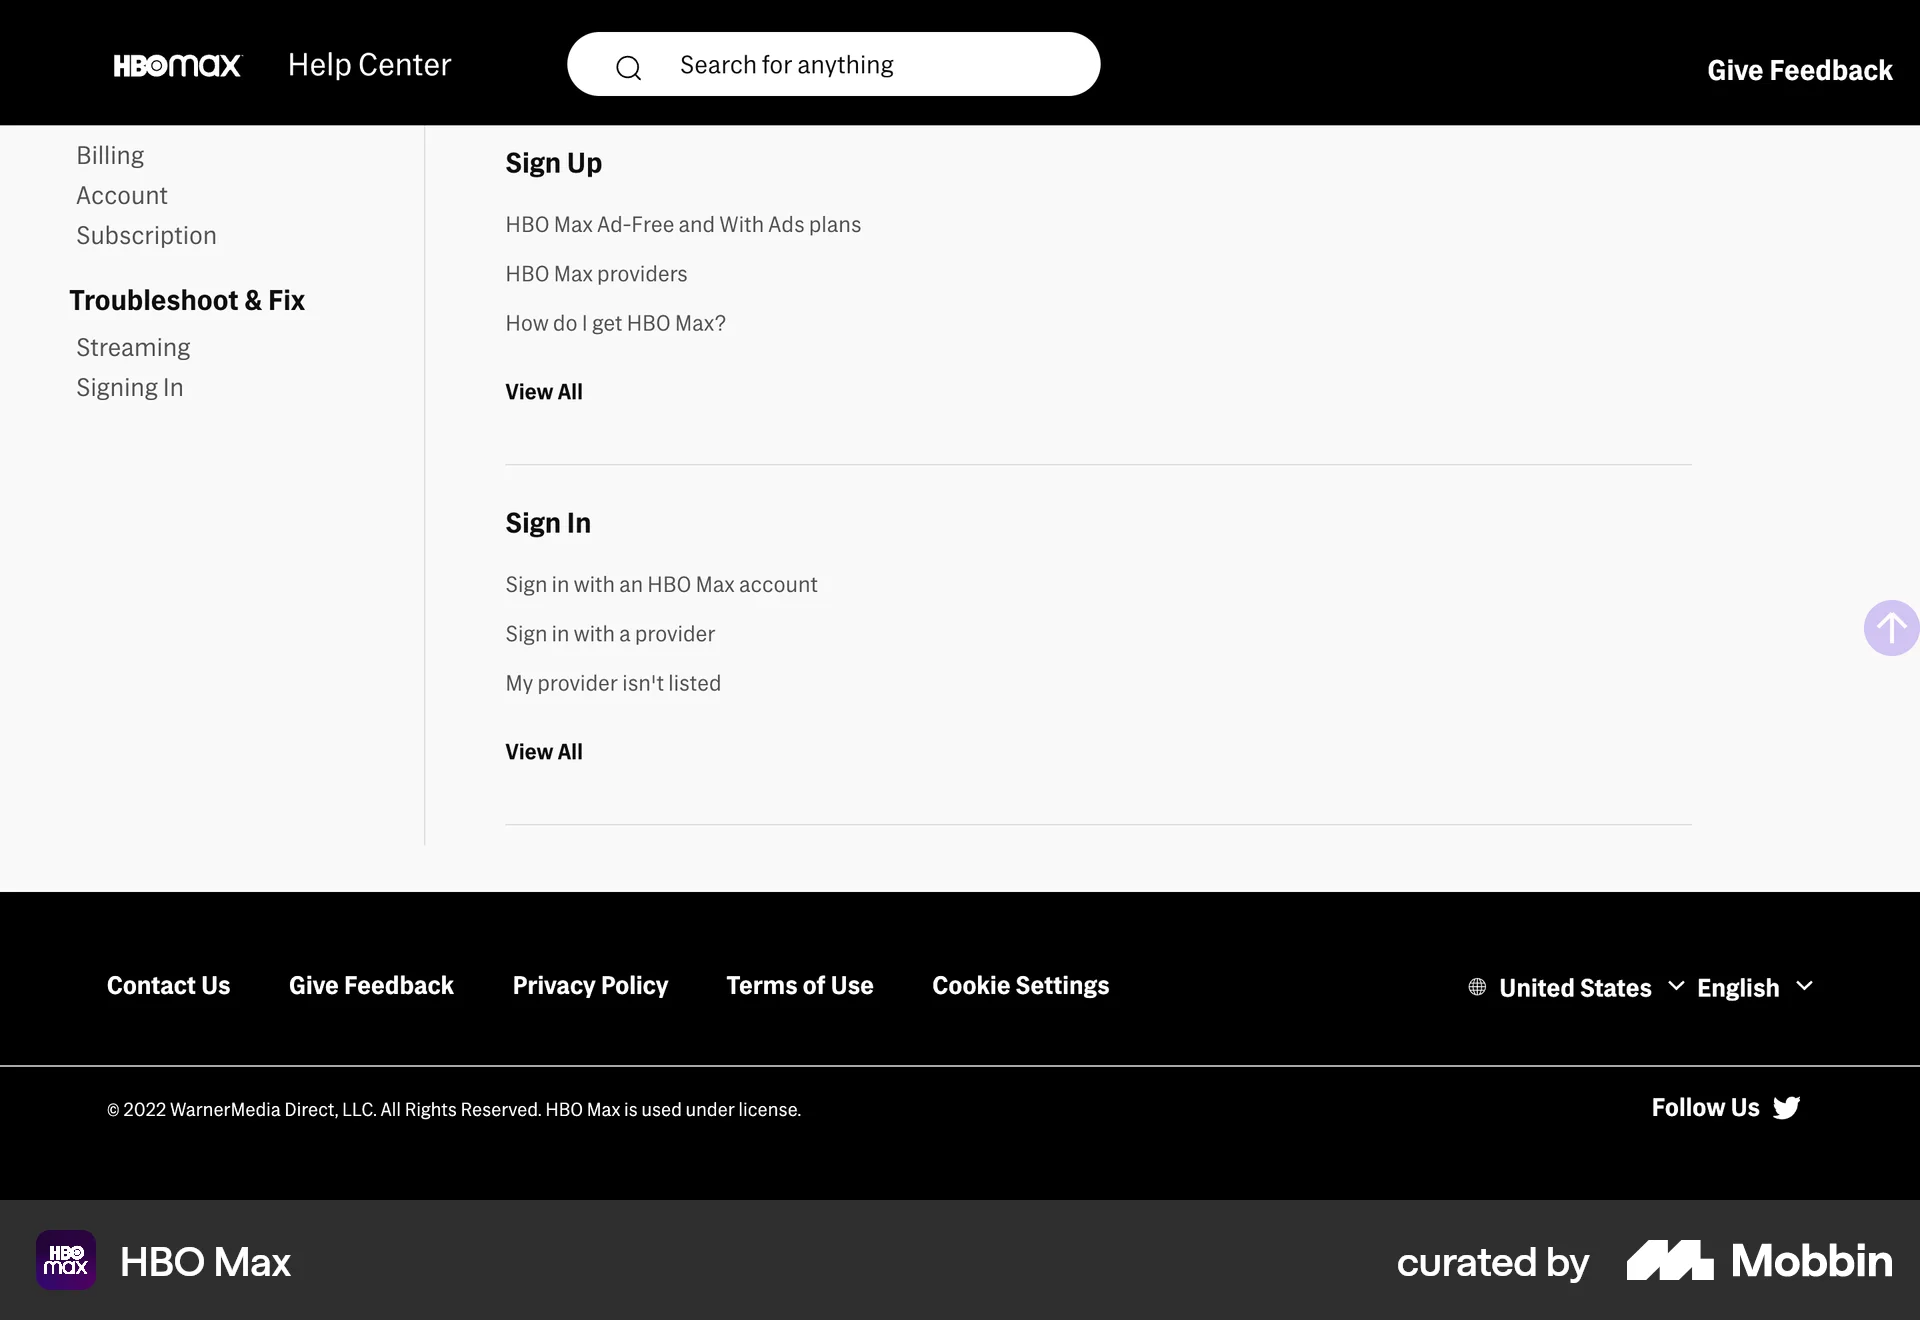 HBOMAX
Help Center
Search for anything
Give Feedback
Billing
Account
Subscription
Troubleshoot & Fix
Streaming
Signing In
Sign Up
HBO Max Ad-Free and With Ads plans
HBO Max providers
How do I get HBO Max?
View All
Sign In
Sign in with an HBO Max account
Sign in with a provider
My provider isn't listed
View All
Contact Us
Give Feedback
Privacy Policy
Terms of Use
Cookie Settings
United States
English
© 2022 WarnerMedia Direct, LLC. All Rights Reserved. HBO Max is used under license.
Follow Us
HBO
max
HBO Max
curated by
Mobbin